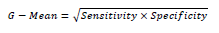 G − Mean = √Sensitivity × Specificity